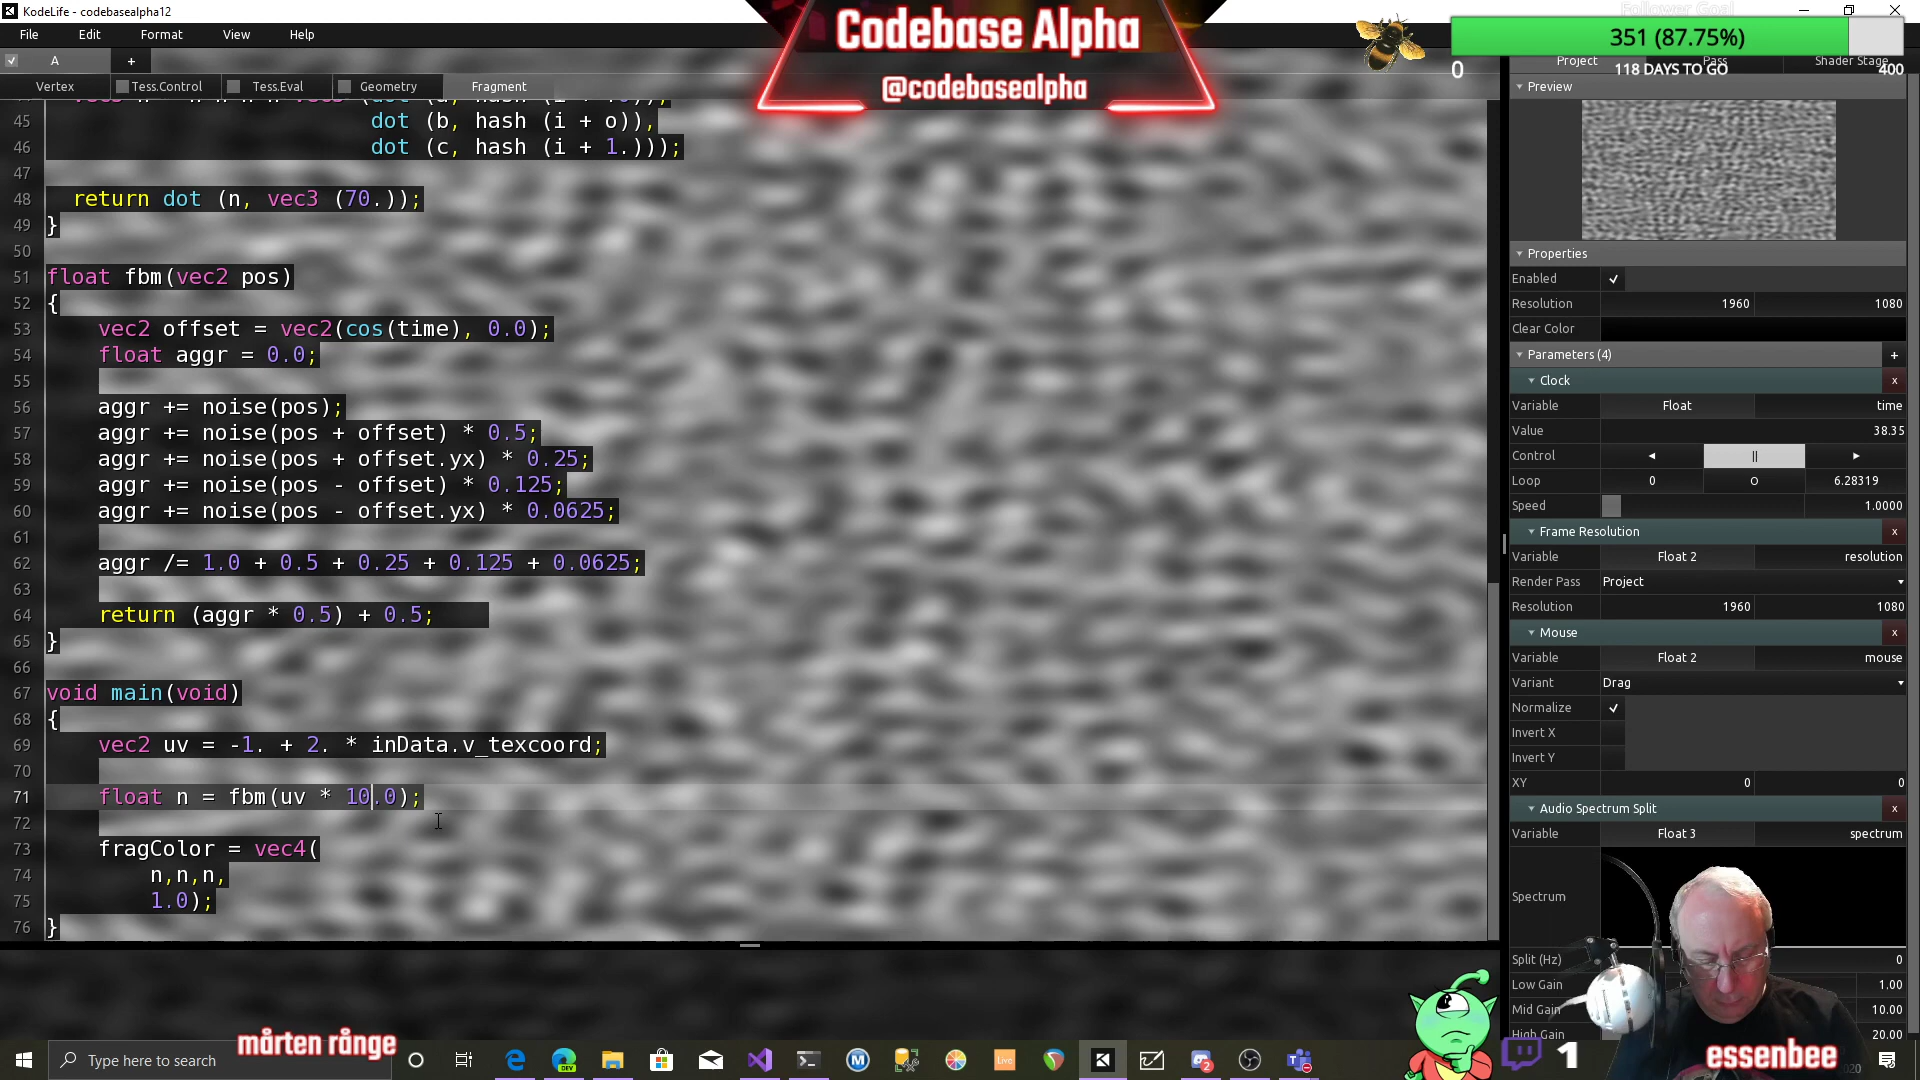 KodeLife - codebasealpha12
File Edit Format View Help
A +
Vertex Tess.Control Tess.Eval Geometry Fragment
Codebase Alpha
@codebasealpha
Follower Goal
351 (87.75%)
0 118 DAYS TO GO 400
Project Pass Shader Stage
45 dot (b, hash (i + o)),
46 dot (c, hash (i + 1.)));
47
48 return dot (n, vec3 (70.));
49 }
50
51 float fbm(vec2 pos)
52 {
53 vec2 offset = vec2(cos(time), 0.0);
54 float aggr = 0.0;
55
56 aggr += noise(pos);
57 aggr += noise(pos + offset) * 0.5;
58 aggr += noise(pos + offset.yx) * 0.25;
59 aggr += noise(pos - offset) * 0.125;
60 aggr += noise(pos - offset.yx) * 0.0625;
61
62 aggr /= 1.0 + 0.5 + 0.25 + 0.125 + 0.0625;
63
64 return (aggr * 0.5) + 0.5;
65 }
66
67 void main(void)
68 {
69 vec2 uv = -1. + 2. * inData.v_texcoord;
70
71 float n = fbm(uv * 10.0);
72
73 fragColor = vec4(
74 n,n,n,
75 1.0);
76 }
Preview
Properties
Enabled
Resolution 1960 1080
Clear Color
Parameters (4) +
Clock x
Variable Float time
Value 38.35
Control
Loop 0 O 6.28319
Speed 1.0000
Frame Resolution x
Variable Float 2 resolution
Render Pass Project
Resolution 1960 1080
Mouse x
Variable Float 2 mouse
Variant Drag
Normalize
Invert X
Invert Y
XY 0 0
Audio Spectrum Split x
Variable Float 3 spectrum
Spectrum
Split (Hz) 0
Low Gain 1.00
Mid Gain 10.00
High Gain 20.00
mårten rånge
Type here to search
DEV
Live
2
1
essenbee